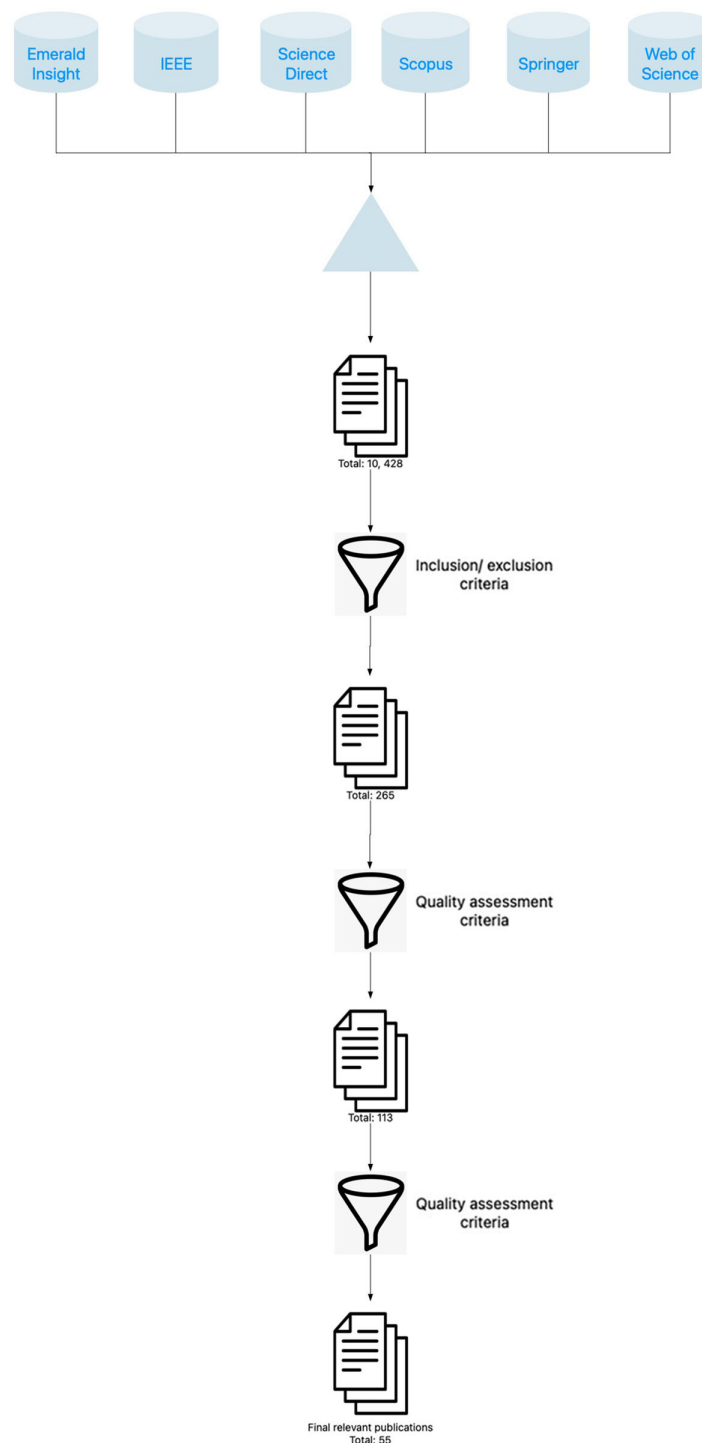 Emerald
Insight
IEEE
Science
Direct
Scopus
Springer
Web of
Science
Total: 10, 428
Inclusion/ exclusion
criteria
Total: 265
Quality assessment
criteria
Total: 113
Quality assessment
criteria
Final relevant publications
Total: 55